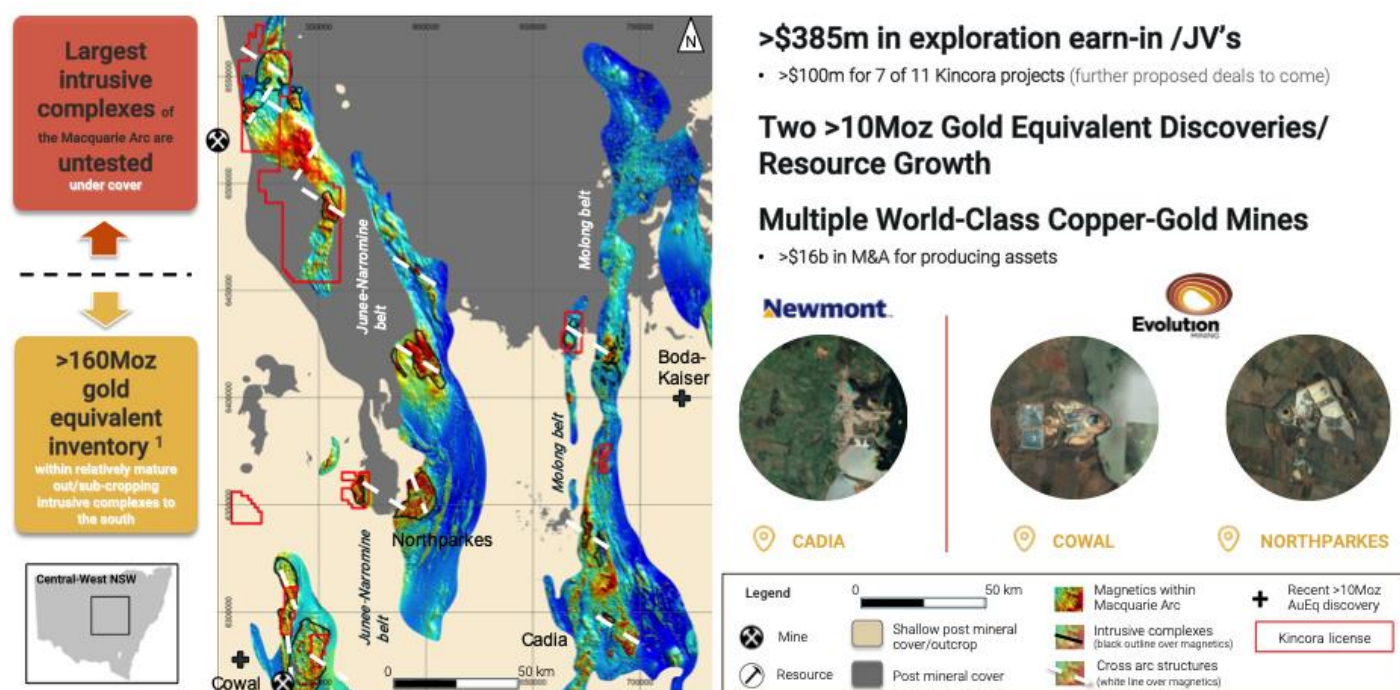 Largest
intrusive
complexes of
the Macquarie Arc are
untested
under cover
>160Moz
gold
equivalent
inventory 1
within relatively mature
out/sub-cropping
intrusive complexes to
the south
Central-West NSW
N
Junee-Narromine
belt
Molong belt
Boda-
Kaiser
Molong belt
Northparkes
Junee-Narromine
belt
Cadia
Cowal
0 50 km
>$385m in exploration earn-in /JV's
• >$100m for 7 of 11 Kincora projects (further proposed deals to come)
Two >10Moz Gold Equivalent Discoveries/
Resource Growth
Multiple World-Class Copper-Gold Mines
• >$16b in M&A for producing assets
Newmont
Evolution
MINING
CADIA
COWAL
NORTHPARKES
Legend
0 50 km
Mine
Resource
Shallow post mineral
cover/outcrop
Post mineral cover
Magnetics within
Macquarie Arc
Intrusive complexes
(black outline over magnetics)
Cross arc structures
(white line over magnetics)
Recent >10Moz
AuEq discovery
Kincora license